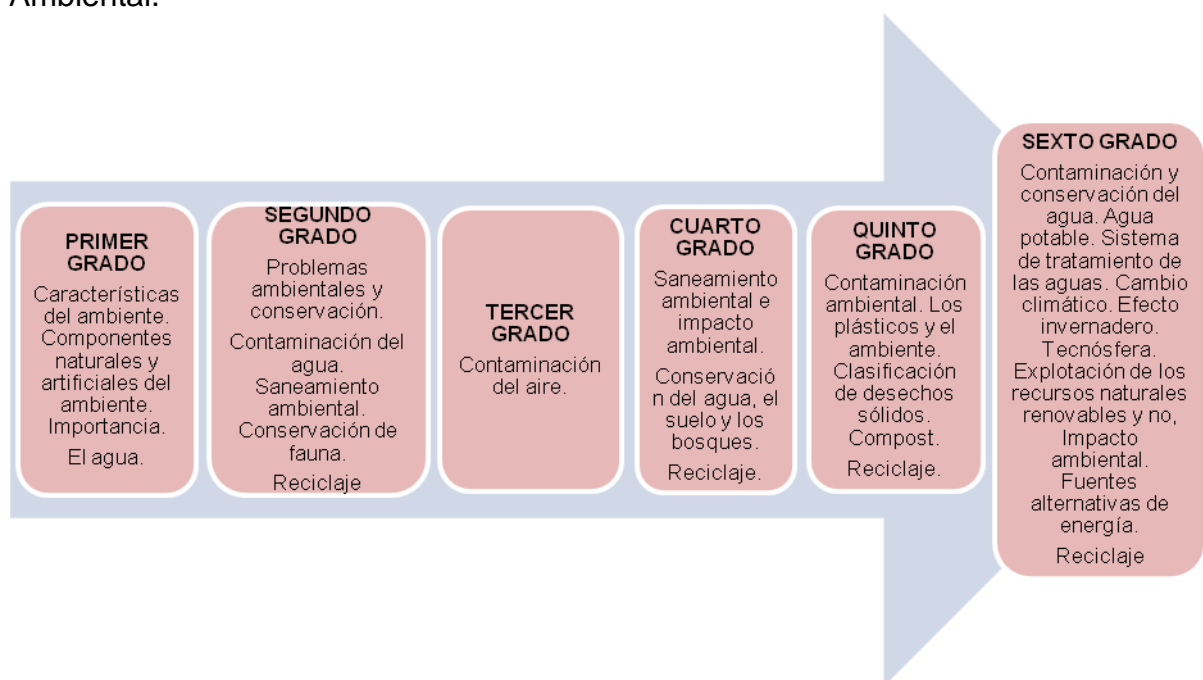 Ambiental.
PRIMER
GRADO
Características
del ambiente.
Componentes
naturales y
artificiales del
ambiente.
Importancia.
El agua.
SEGUNDO
GRADO
Problemas
ambientales y
conservación.
Contaminación del
agua.
Saneamiento
ambiental.
Conservación de
fauna.
Reciclaje
TERCER
GRADO
Contaminación
del aire.
CUARTO
GRADO
Saneamiento
ambiental e
impacto
ambiental.
Conservació
n del agua, el
suelo y los
bosques.
Reciclaje.
QUINTO
GRADO
Contaminación
ambiental. Los
plásticos y el
ambiente.
Clasificación
de desechos
sólidos.
Compost.
Reciclaje.
SEXTO GRADO
Contaminación y
conservación del
agua. Agua
potable. Sistema
de tratamiento de
las aguas. Cambio
climático. Efecto
invernadero.
Tecnósfera.
Explotación de los
recursos naturales
renovables y no,
Impacto
ambiental.
Fuentes
alternativas de
energía.
Reciclaje